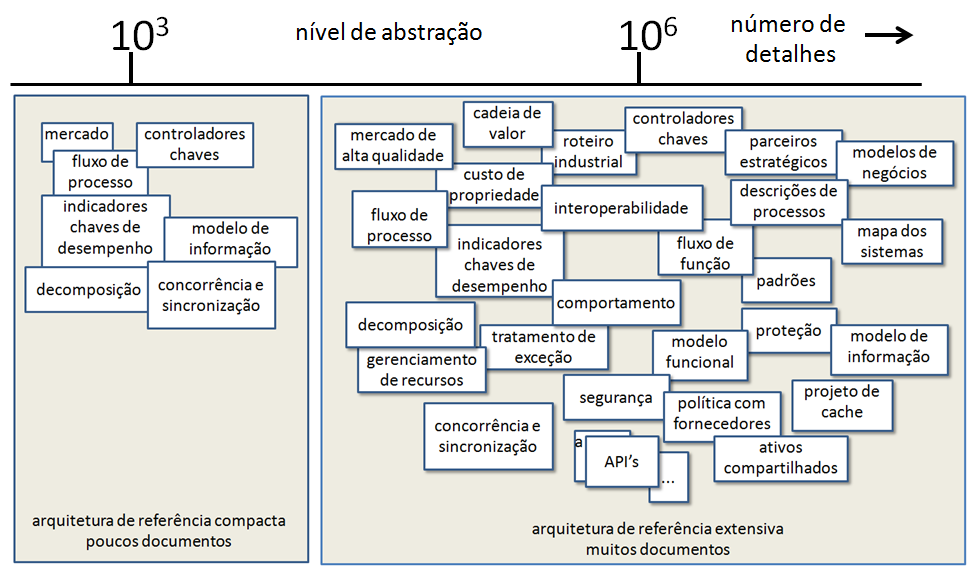 10³
nível de abstração
10⁶
número de
detalhes
mercado
controladores
chaves
fluxo de
processo
indicadores
chaves de
desempenho
modelo de
informação
decomposição
concorrência e
sincronização
arquitetura de referência compacta
poucos documentos
cadeia de
valor
mercado de
alta qualidade
roteiro
industrial
controladores
chaves
parceiros
estratégicos
modelos de
negócios
custo de
propriedade
fluxo de
processo
interoperabilidade
descrições de
processos
mapa dos
sistemas
indicadores
chaves de
desempenho
fluxo de
função
padrões
comportamento
decomposição
tratamento de
exceção
proteção
modelo
funcional
modelo de
informação
gerenciamento
de recursos
segurança
política com
fornecedores
projeto de
cache
concorrência e
sincronização
a
API's
...
ativos
compartilhados
arquitetura de referência extensiva
muitos documentos